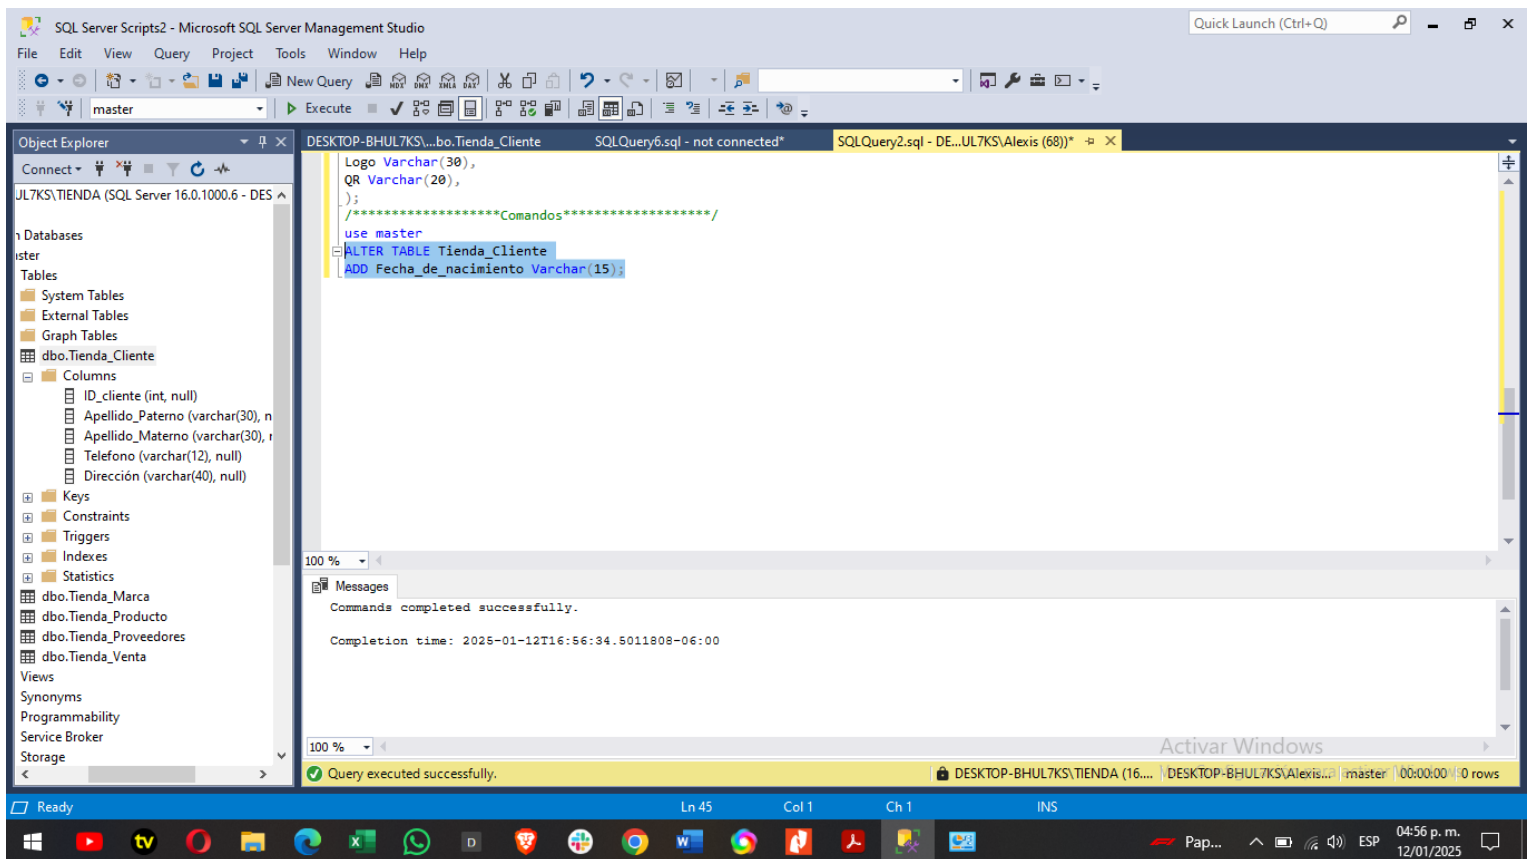 SQL Server Scripts2 - Microsoft SQL Server Management Studio
Quick Launch (Ctrl+Q)
File Edit View Query Project Tools Window Help
New Query MDX DMX XMLA DAX
master Execute
Object Explorer
DESKTOP-BHUL7KS\...bo.Tienda_Cliente
SQLQuery6.sql - not connected*
SQLQuery2.sql - DE...UL7KS\Alexis (68))*
Connect
JL7KS\TIENDA (SQL Server 16.0.1000.6 - DES
n Databases
ster
Tables
System Tables
External Tables
Graph Tables
dbo.Tienda_Cliente
Columns
ID_cliente (int, null)
Apellido_Paterno (varchar(30), n
Apellido_Materno (varchar(30), r
Telefono (varchar(12), null)
Dirección (varchar(40), null)
Keys
Constraints
Triggers
Indexes
Statistics
dbo.Tienda_Marca
dbo.Tienda_Producto
dbo.Tienda_Proveedores
dbo.Tienda_Venta
Views
Synonyms
Programmability
Service Broker
Storage
Logo Varchar(30),
QR Varchar(20),
);
/*******************Comandos*******************/
use master
ALTER TABLE Tienda_Cliente
ADD Fecha_de_nacimiento Varchar(15);
100 %
Messages
Commands completed successfully.
Completion time: 2025-01-12T16:56:34.5011808-06:00
100 %
Activar Windows
Query executed successfully.
DESKTOP-BHUL7KS\TIENDA (16.... DESKTOP-BHUL7KS\Alexis... master 00:00:00 0 rows
Ready Ln 45 Col 1 Ch 1 INS
tv D Pap... ESP 04:56 p. m.
12/01/2025